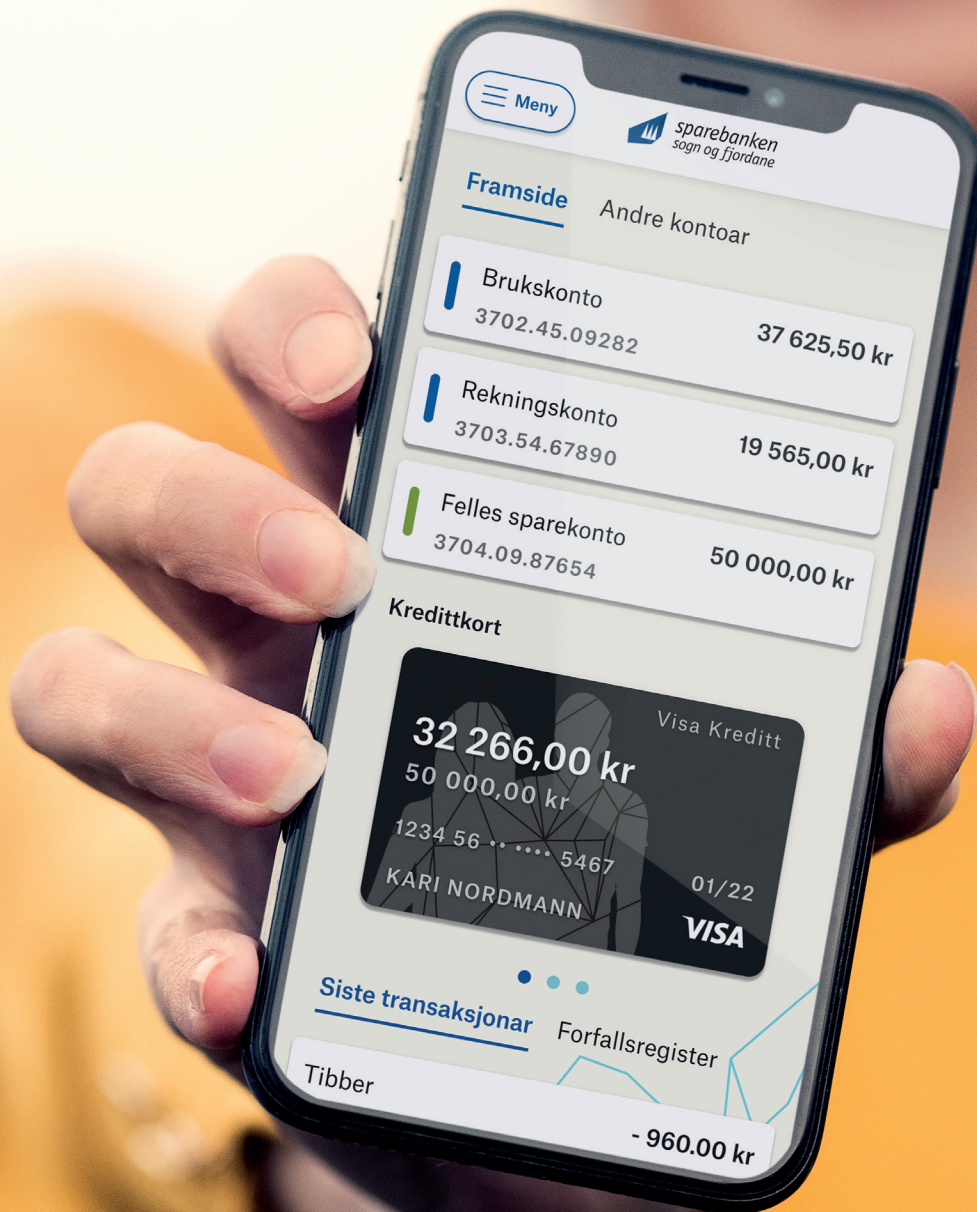 Meny
sparebanken
sogn og fjordane
Framside
Andre kontoar
Brukskonto
3702.45.09282
37 625,50 kr
Rekningskonto
3703.54.67890
19 565,00 kr
Felles sparekonto
3704.09.87654
50 000,00 kr
Kredittkort
Visa Kreditt
32 266,00 kr
50 000,00 kr
1234 56 •• •••• 5467
01/22
KARI NORDMANN
VISA
Siste transaksjonar
Forfallsregister
Tibber
- 960.00 kr